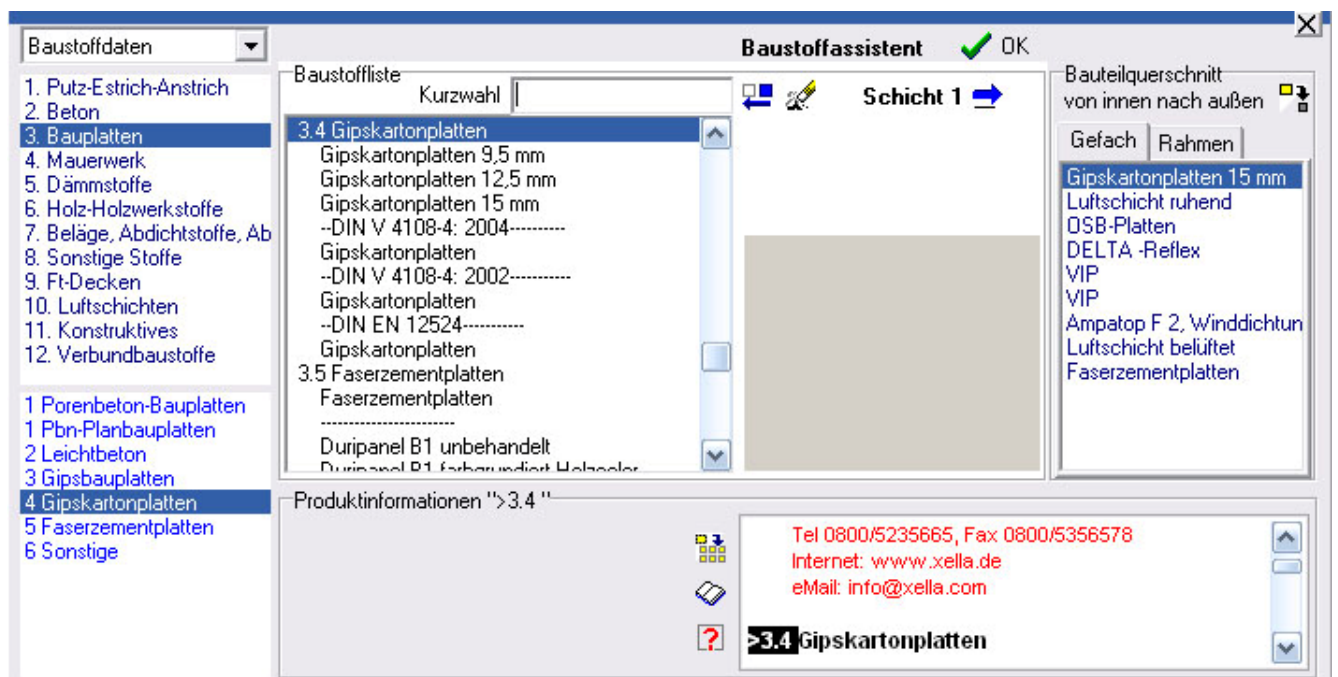 Baustoffdaten
Baustoffassistent OK
1. Putz-Estrich-Anstrich
2. Beton
3. Bauplatten
4. Mauerwerk
5. Dämmstoffe
6. Holz-Holzwerkstoffe
7. Beläge, Abdichtstoffe, Ab
8. Sonstige Stoffe
9. Ft-Decken
10. Luftschichten
11. Konstruktives
12. Verbundbaustoffe
1 Porenbeton-Bauplatten
1 Pbn-Planbauplatten
2 Leichtbeton
3 Gipsbauplatten
4 Gipskartonplatten
5 Faserzementplatten
6 Sonstige
Baustoffliste
Kurzwahl
3.4 Gipskartonplatten
Gipskartonplatten 9,5 mm
Gipskartonplatten 12,5 mm
Gipskartonplatten 15 mm
--DIN V 4108-4: 2004----------
Gipskartonplatten
--DIN V 4108-4: 2002-----------
Gipskartonplatten
--DIN EN 12524-----------
Gipskartonplatten
3.5 Faserzementplatten
Faserzementplatten
------------------------
Duripanel B1 unbehandelt
Schicht 1
Bauteilquerschnitt
von innen nach außen
Gefach Rahmen
Gipskartonplatten 15 mm
Luftschicht ruhend
OSB-Platten
DELTA -Reflex
VIP
VIP
Ampatop F 2, Winddichtun
Luftschicht belüftet
Faserzementplatten
Produktinformationen ">3.4 "
Tel 0800/5235665, Fax 0800/5356578
Internet: www.xella.de
eMail: info@xella.com
>3.4 Gipskartonplatten